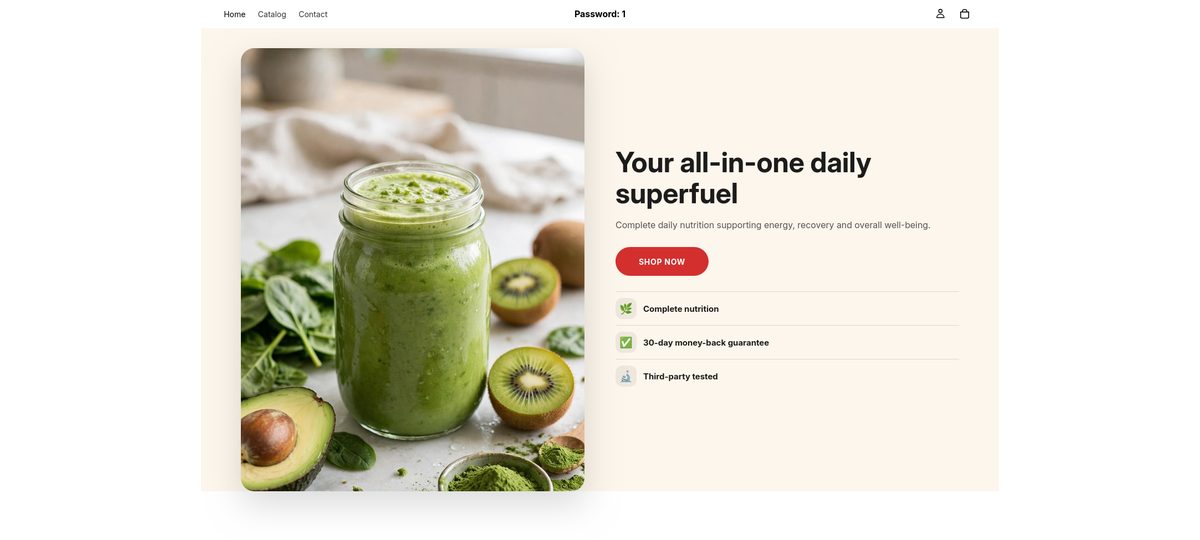 Home Catalog Contact Password: 1
Your all-in-one daily
superfuel
Complete daily nutrition supporting energy, recovery and overall well-being.
SHOP NOW
Complete nutrition
30-day money-back guarantee
Third-party tested